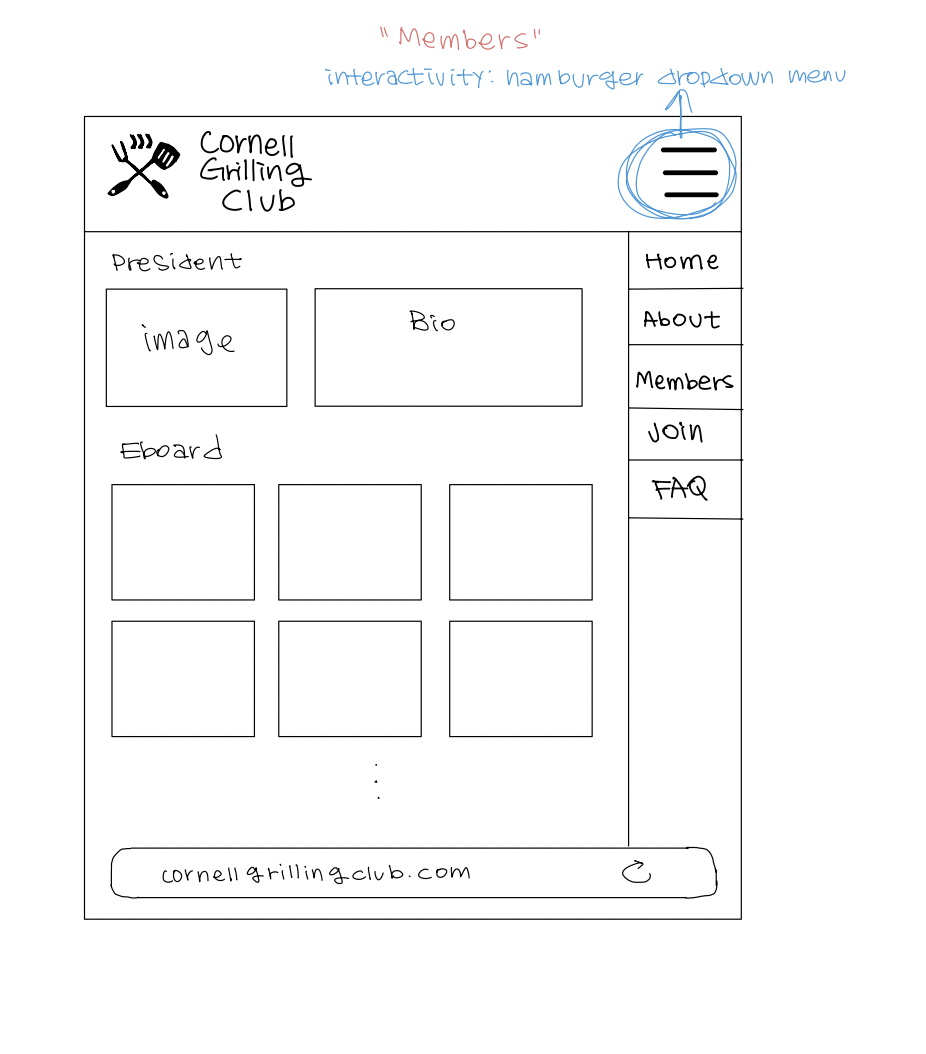 "Members"
interactivity: hamburger dropdown menu
Cornell
Grilling
Club
President
image
Bio
Eboard
Home
About
Members
Join
FAQ
cornellgrillingclub.com